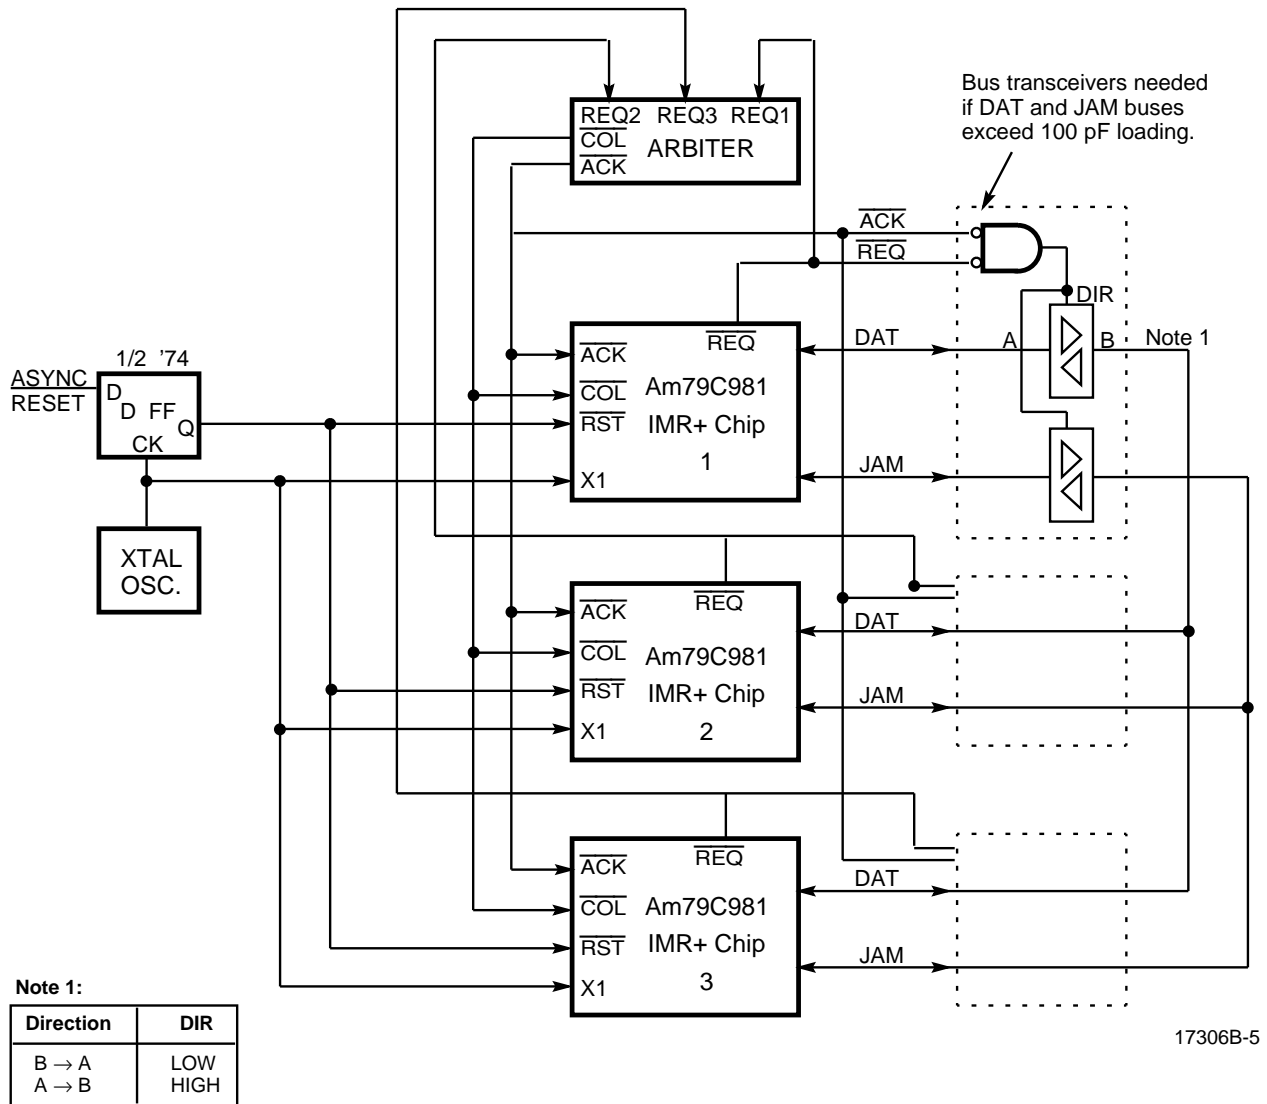 Bus transceivers needed
if DAT and JAM buses
exceed 100 pF loading.
REQ2 REQ3 REQ1
COL
ARBITER
ACK
ACK
REQ
DIR
1/2 '74
ASYNC
RESET
D
D FF
Q
CK
XTAL
OSC.
REQ
ACK
COL
RST
X1
Am79C981
IMR+ Chip
1
DAT
A
B
Note 1
JAM
REQ
ACK
COL
RST
X1
Am79C981
IMR+ Chip
2
DAT
JAM
REQ
ACK
COL
RST
X1
Am79C981
IMR+ Chip
3
DAT
JAM
Note 1:
Direction DIR
B → A LOW
A → B HIGH
17306B-5